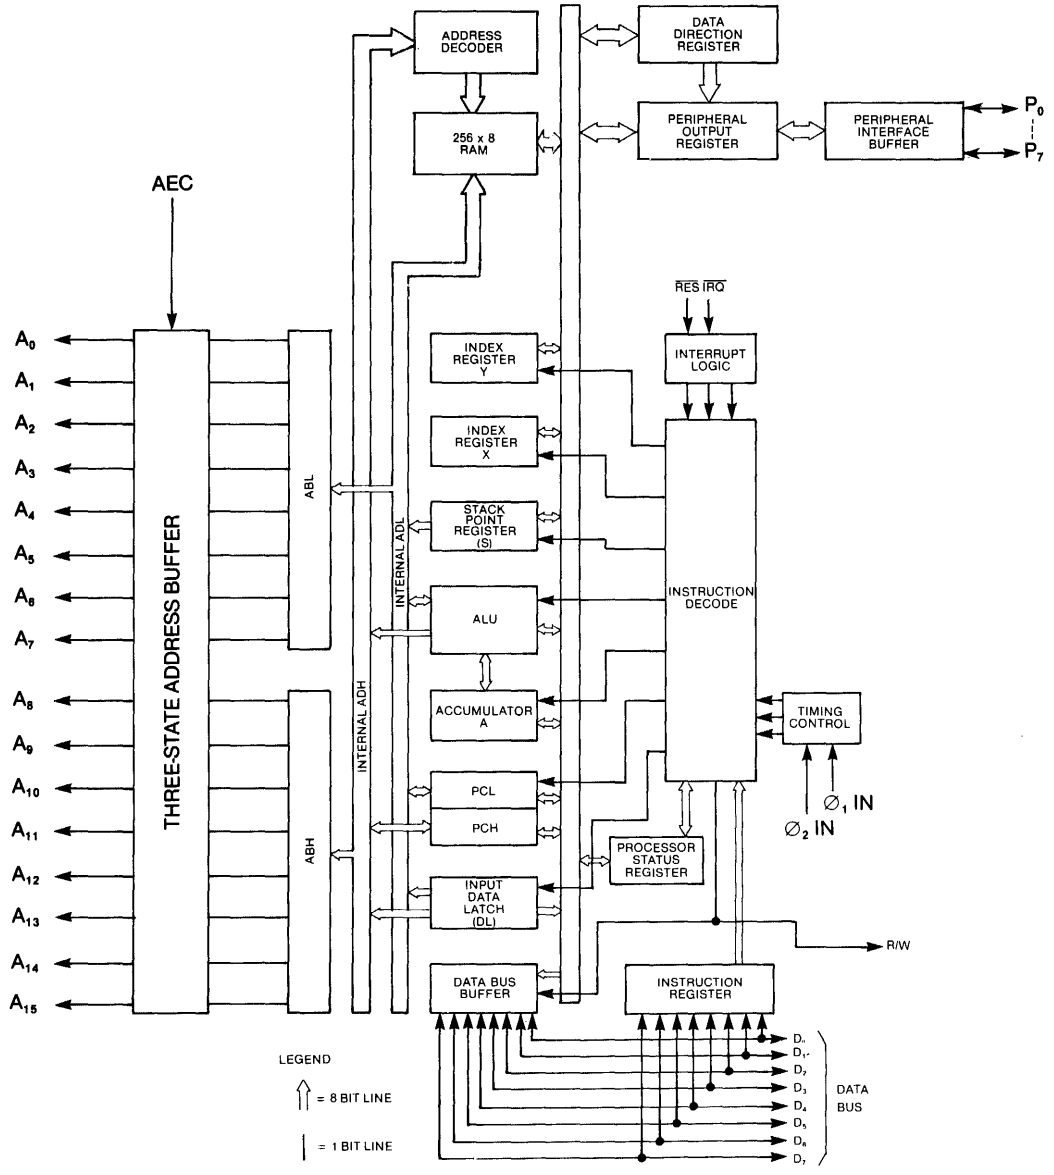 ADDRESS
DECODER
DATA
DIRECTION
REGISTER
256 x 8
RAM
PERIPHERAL
OUTPUT
REGISTER
PERIPHERAL
INTERFACE
BUFFER
P0
P7
AEC
RES IRQ
INTERRUPT
LOGIC
A0
A1
A2
A3
A4
A5
A6
A7
A8
A9
A10
A11
A12
A13
A14
A15
THREE-STATE ADDRESS BUFFER
ABL
ABH
INTERNAL ADH
INTERNAL ADL
INDEX
REGISTER
Y
INDEX
REGISTER
X
STACK
POINT
REGISTER
(S)
ALU
ACCUMULATOR
A
PCL
PCH
INPUT
DATA
LATCH
(DL)
DATA BUS
BUFFER
INSTRUCTION
DECODE
TIMING
CONTROL
∅1 IN
∅2 IN
PROCESSOR
STATUS
REGISTER
R/W
INSTRUCTION
REGISTER
D0
D1
D2
D3
D4
D5
D6
D7
DATA
BUS
LEGEND
= 8 BIT LINE
= 1 BIT LINE